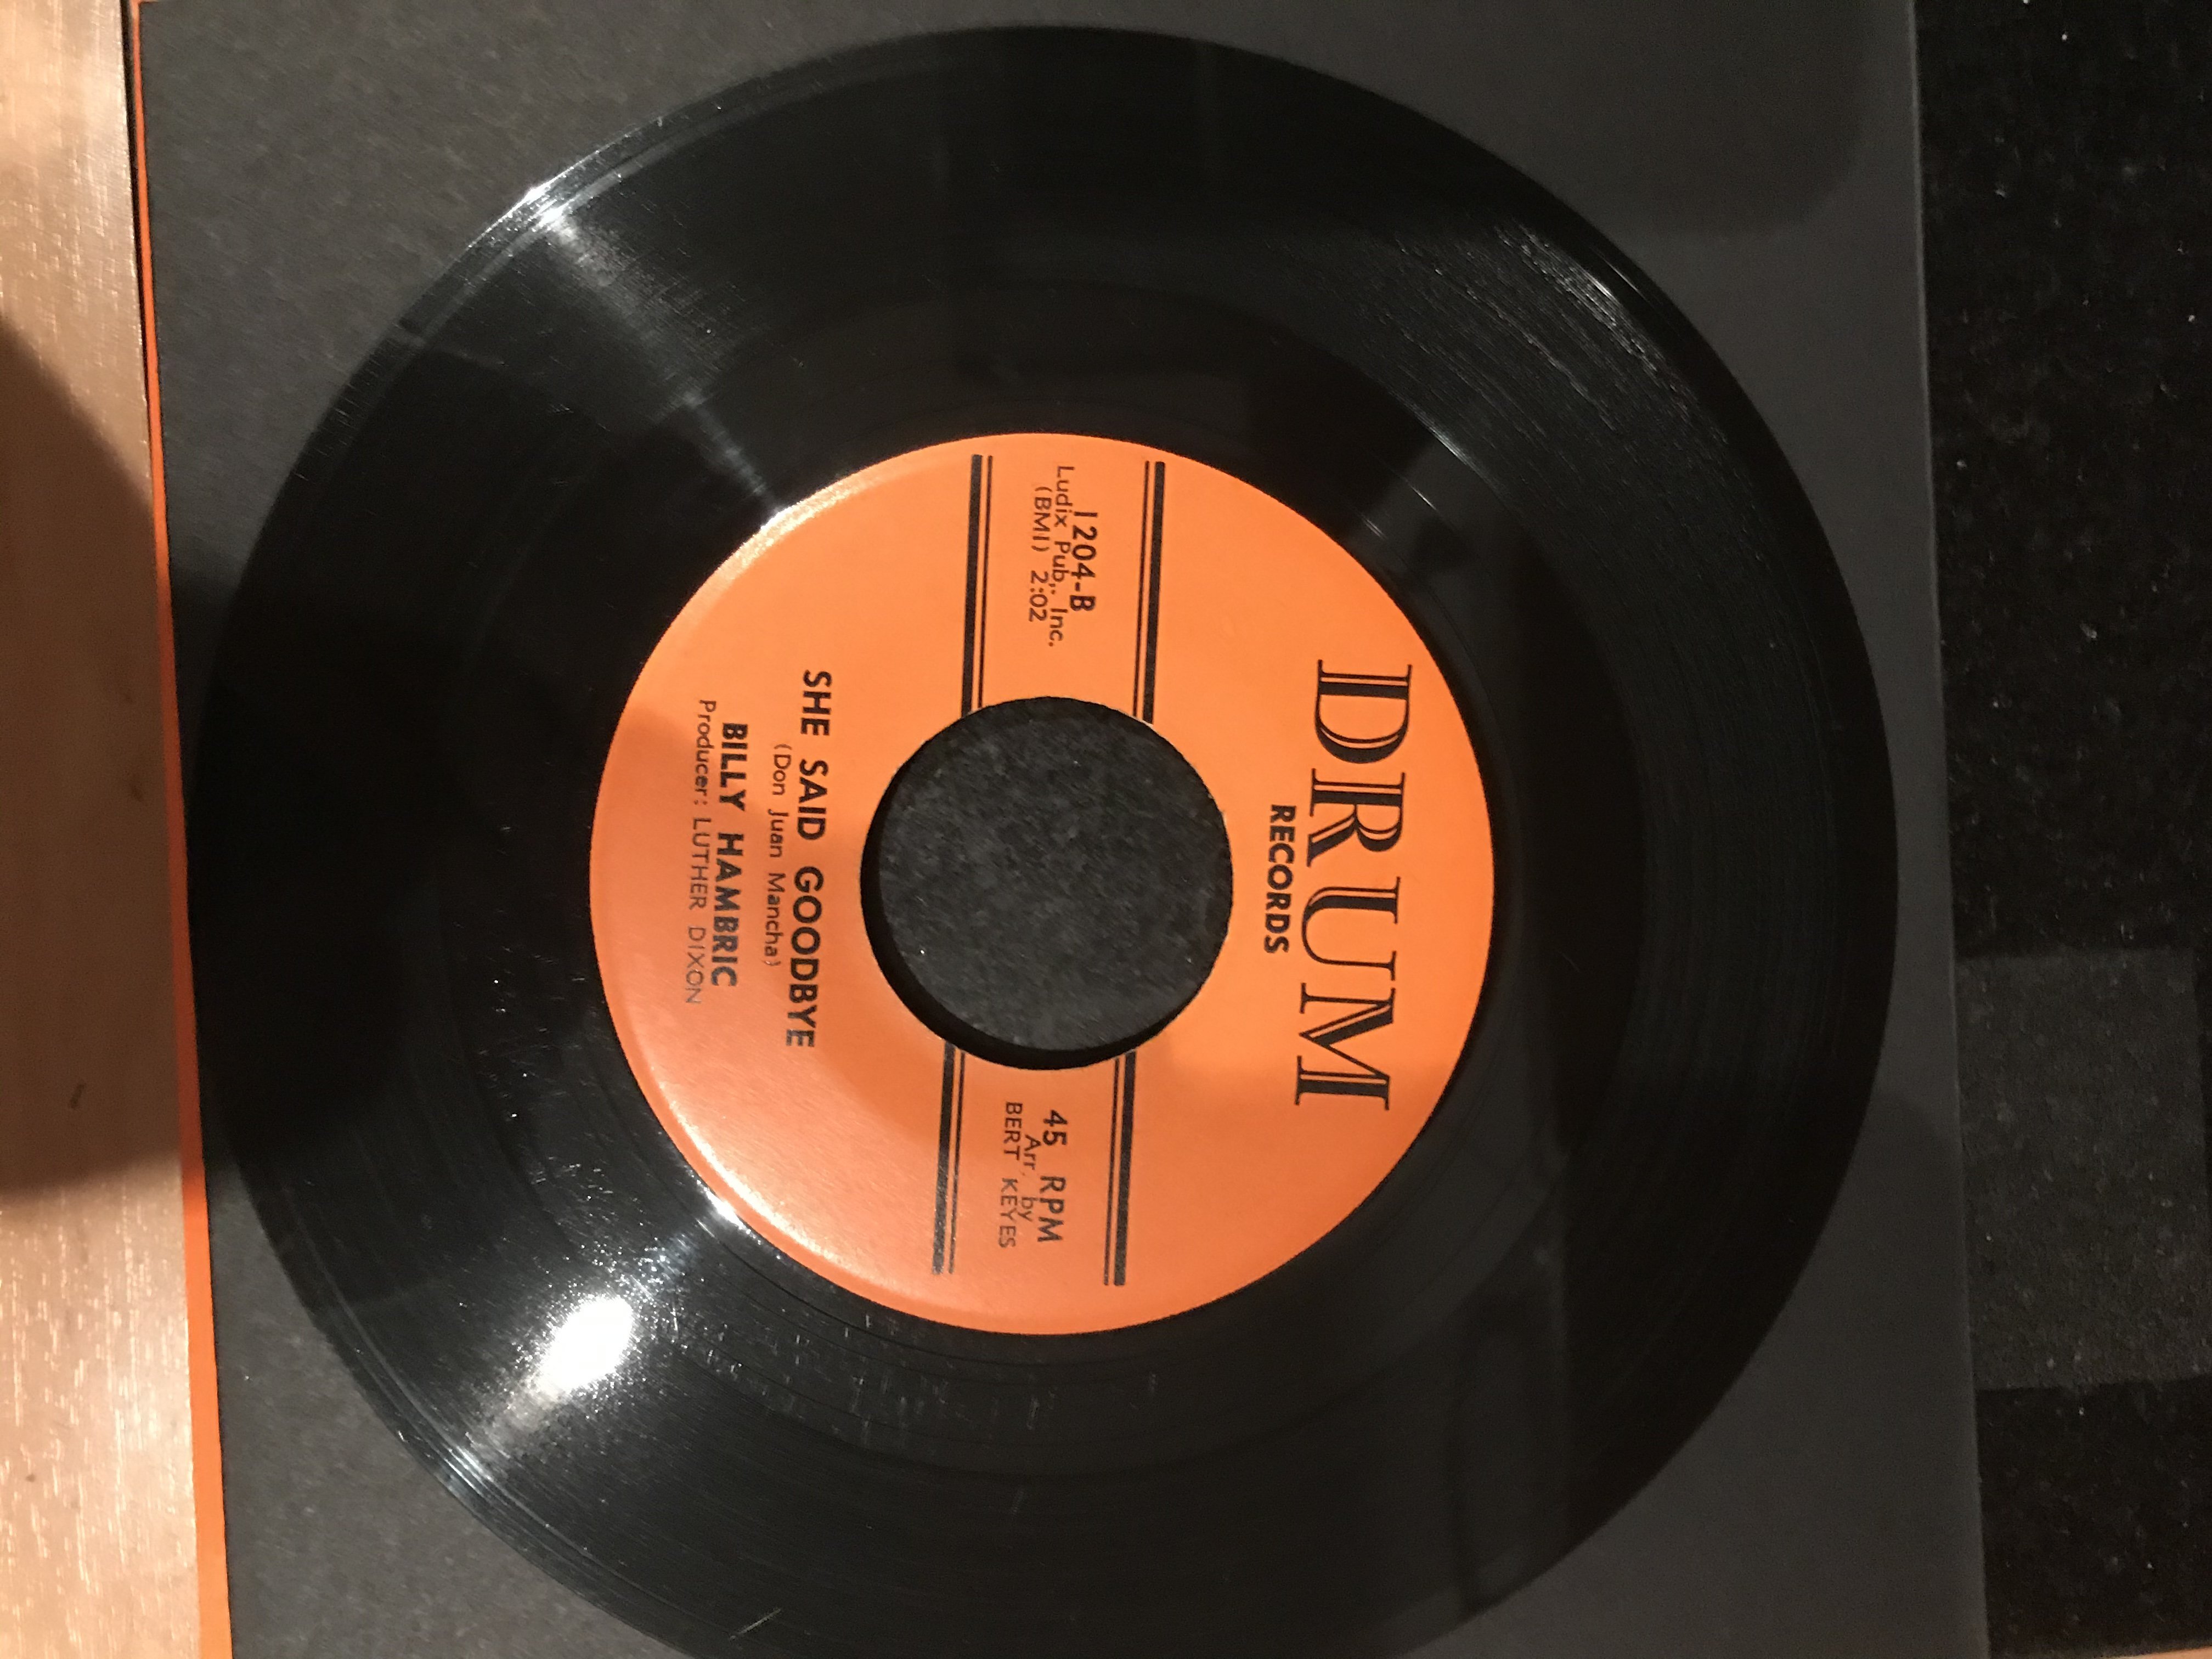 DRUM
RECORDS
1204-B
Ludix Pub., Inc.
(BMI) 2:02
45 RPM
Arr. by
BERT KEYES
SHE SAID GOODBYE
(Don Juan Mancha)
BILLY HAMBRIC
Producer: LUTHER DIXON